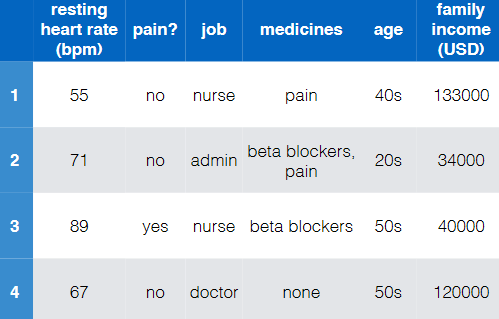 resting heart rate (bpm) pain? job medicines age family income (USD)
1 55 no nurse pain 40s 133000
2 71 no admin beta blockers, pain 20s 34000
3 89 yes nurse beta blockers 50s 40000
4 67 no doctor none 50s 120000